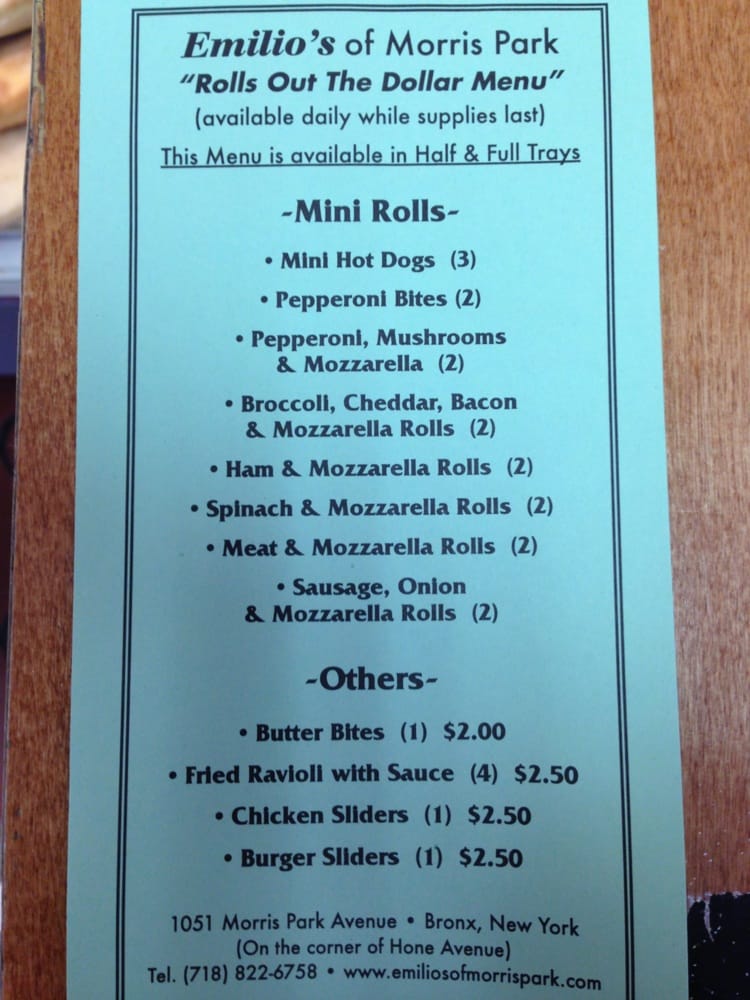 Emilio's of Morris Park
"Rolls Out The Dollar Menu"
(available daily while supplies last)
This Menu is available in Half & Full Trays
-Mini Rolls-
• Mini Hot Dogs (3)
• Pepperoni Bites (2)
• Pepperoni, Mushrooms
& Mozzarella (2)
• Broccoli, Cheddar, Bacon
& Mozzarella Rolls (2)
• Ham & Mozzarella Rolls (2)
• Spinach & Mozzarella Rolls (2)
• Meat & Mozzarella Rolls (2)
• Sausage, Onion
& Mozzarella Rolls (2)
-Others-
• Butter Bites (1) $2.00
• Fried Ravioli with Sauce (4) $2.50
• Chicken Sliders (1) $2.50
• Burger Sliders (1) $2.50
1051 Morris Park Avenue • Bronx, New York
(On the corner of Hone Avenue)
Tel. (718) 822-6758 • www.emiliosofmorrispark.com